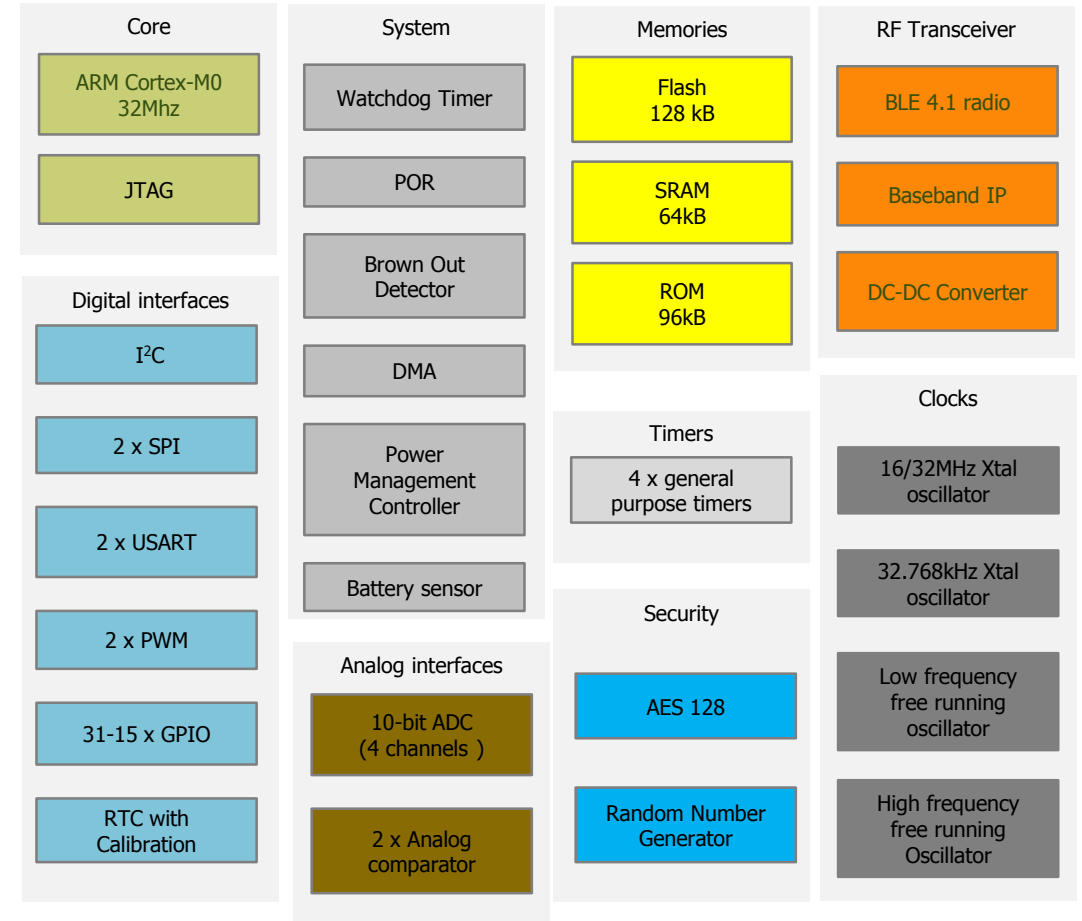 Core
ARM Cortex-M0
32Mhz
JTAG
Digital interfaces
I²C
2 x SPI
2 x USART
2 x PWM
31-15 x GPIO
RTC with
Calibration
System
Watchdog Timer
POR
Brown Out
Detector
DMA
Power
Management
Controller
Battery sensor
Analog interfaces
10-bit ADC
(4 channels )
2 x Analog
comparator
Memories
Flash
128 kB
SRAM
64kB
ROM
96kB
Timers
4 x general
purpose timers
Security
AES 128
Random Number
Generator
RF Transceiver
BLE 4.1 radio
Baseband IP
DC-DC Converter
Clocks
16/32MHz Xtal
oscillator
32.768kHz Xtal
oscillator
Low frequency
free running
oscillator
High frequency
free running
Oscillator